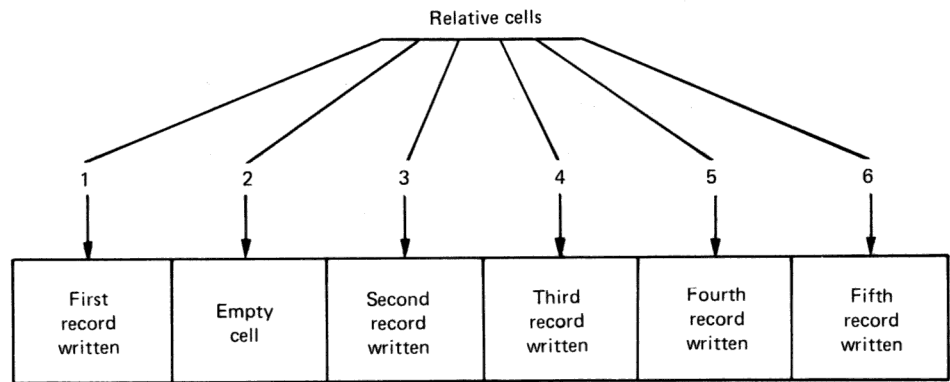 Relative cells
1 2 3 4 5 6
First
record
written
Empty
cell
Second
record
written
Third
record
written
Fourth
record
written
Fifth
record
written